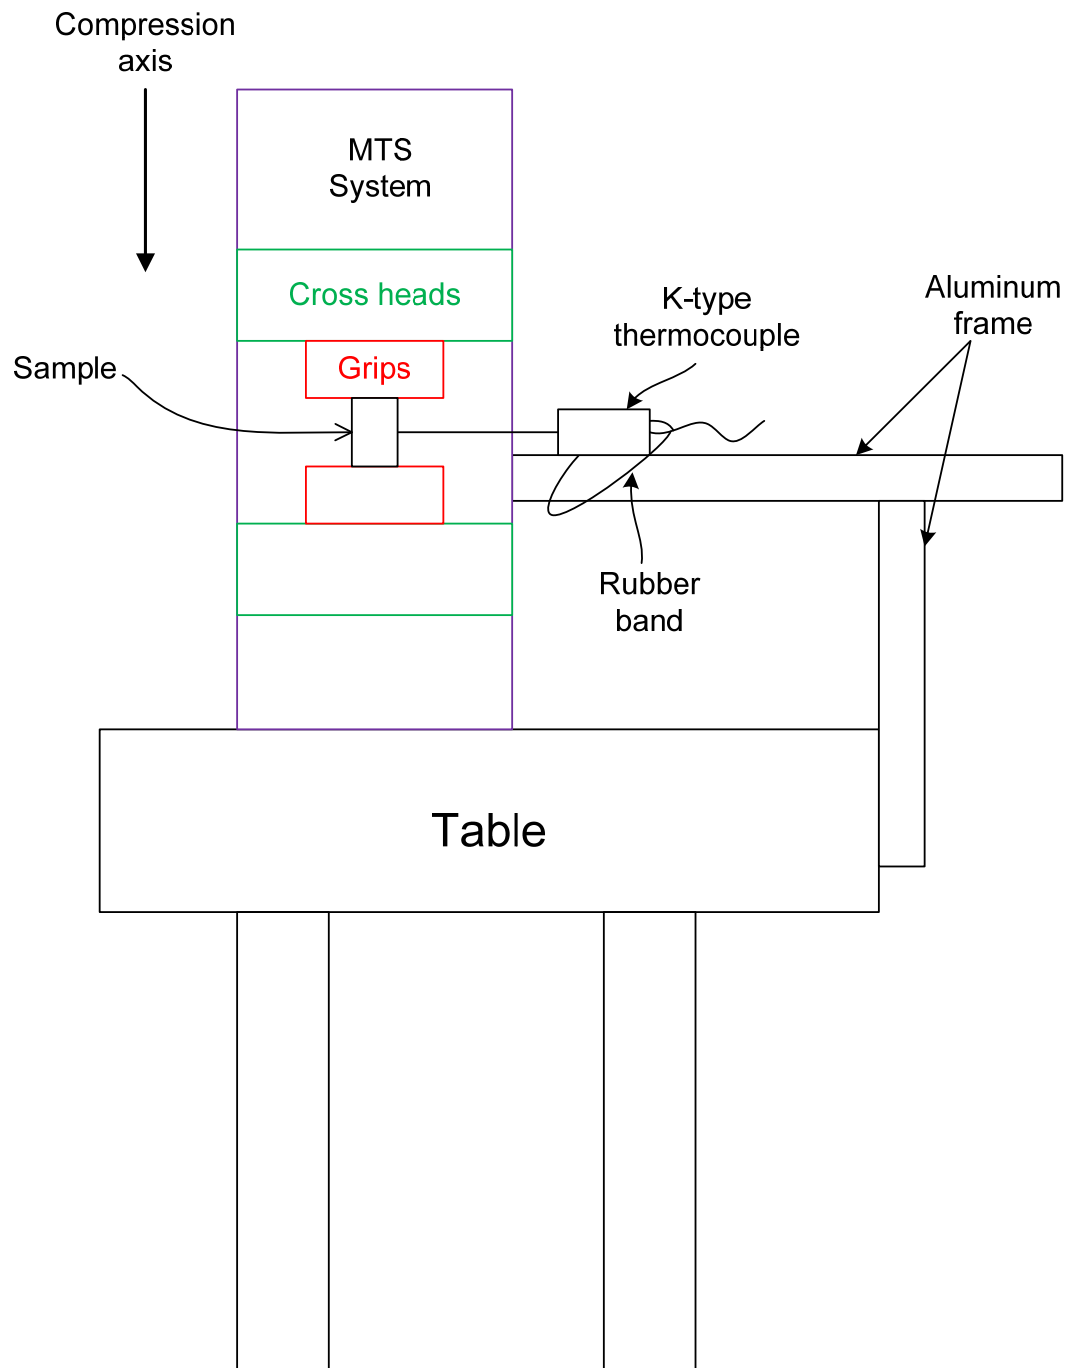 Compression
axis
MTS
System
Cross heads
K-type
thermocouple
Aluminum
frame
Sample
Grips
Rubber
band
Table